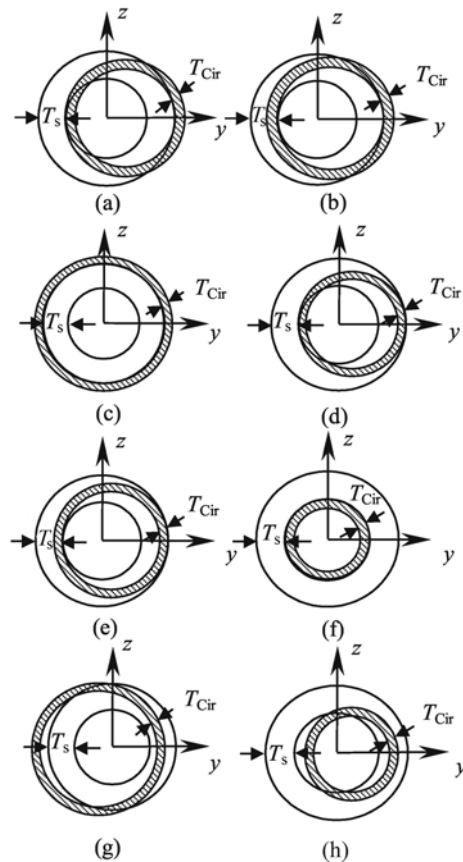 z z
T_Cir T_Cir
T_s y T_s y
(a) (b)
z z
T_Cir T_Cir
T_s y T_s y
(c) (d)
z z
T_Cir T_Cir
T_s y T_s y
(e) (f)
z z
T_Cir T_Cir
T_s y T_s y
(g) (h)